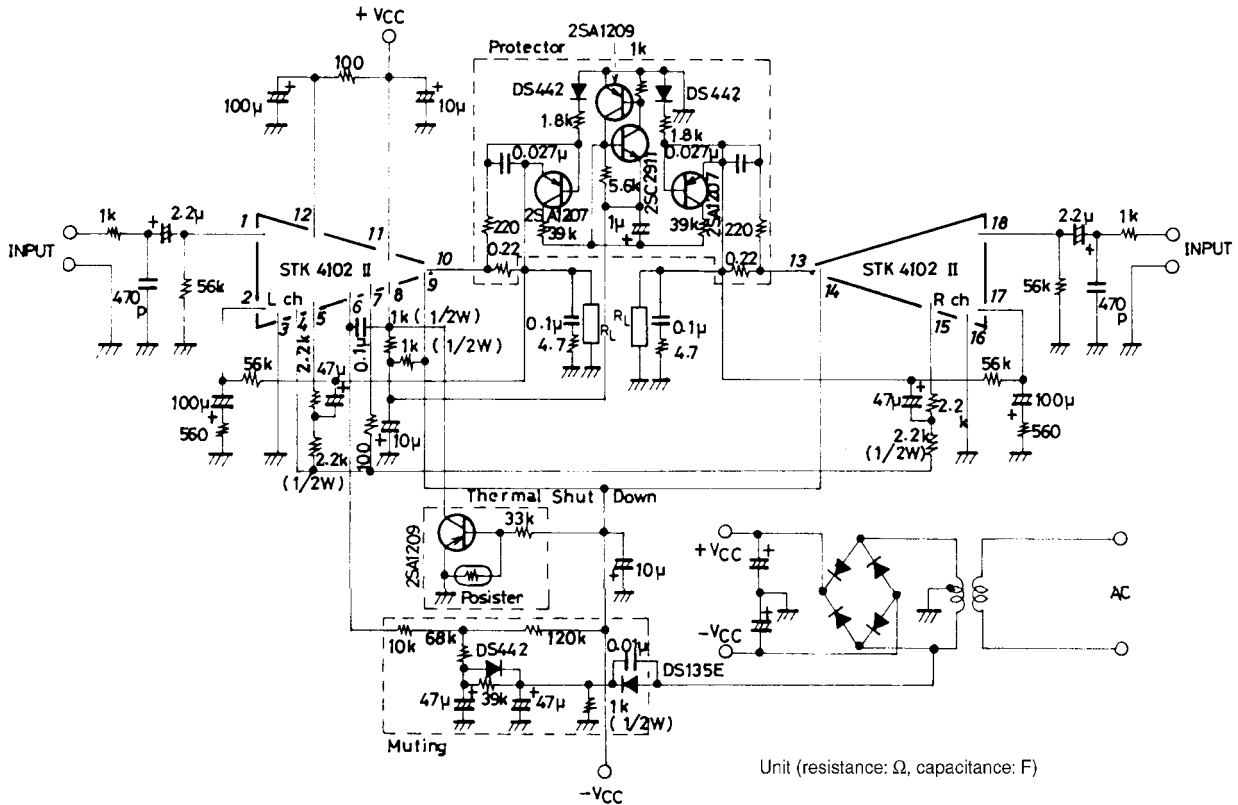 + VCC
2SA1209
Protector
1k
100
100μ
10μ
DS442
DS442
1.8k
1.8k
0.027μ
0.027μ
2SA1207
2SC2911
2SA1207
5.6k
1μ
39k
39k
220
220
0.22
0.22
INPUT
1k
2.2μ
470
P
56k
1
12
11
10
9
8
7
6
5
4
3
2
STK 4102 II
L ch
13
14
15
16
17
18
STK 4102 II
R ch
2.2μ
1k
INPUT
56k
470
P
1k (1/2W)
1k (1/2W)
0.1μ
2.2k
47μ
0.1μ
4.7
RL
RL
0.1μ
4.7
56k
100μ
560
2.2k
(1/2W)
100
10μ
47μ
2.2
k
2.2k
(1/2W)
56k
100μ
560
Thermal Shut Down
2SA1209
33k
Posister
10μ
+VCC
-VCC
AC
10k
68k
120k
DS442
0.01μ
DS135E
47μ
39k
47μ
1k
(1/2W)
Muting
-VCC
Unit (resistance: Ω, capacitance: F)